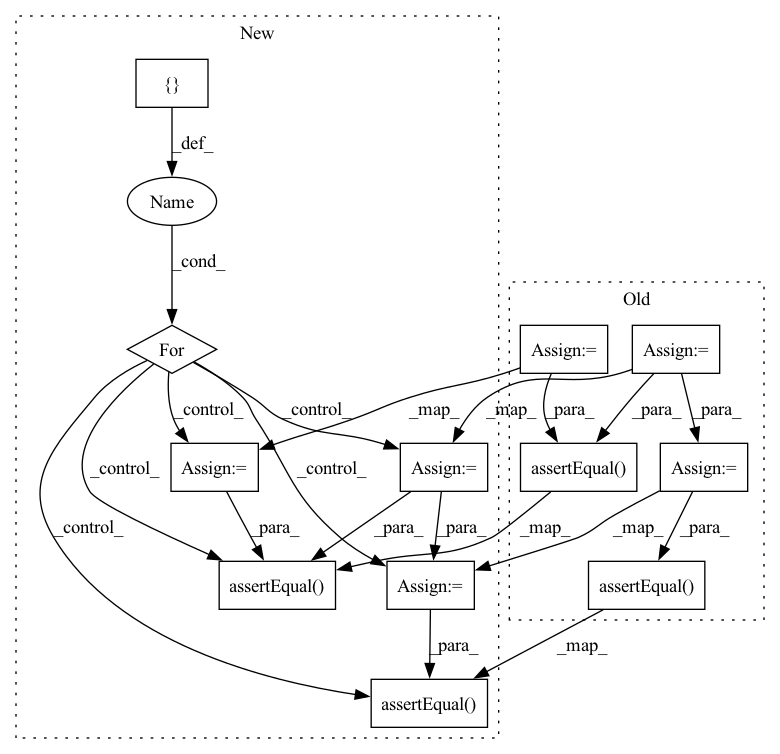 New
{}
_def_
Name
_cond_
Old
For
Assign:=
Assign:=
_control_
_control_
_map_
_map_
_para_
_para_
_para_
_control_
_control_
Assign:=
Assign:=
assertEqual()
Assign:=
_control_
_para_
_para_
_para_
_map_
_map_
_para_
assertEqual()
Assign:=
assertEqual()
_para_
_map_
assertEqual()